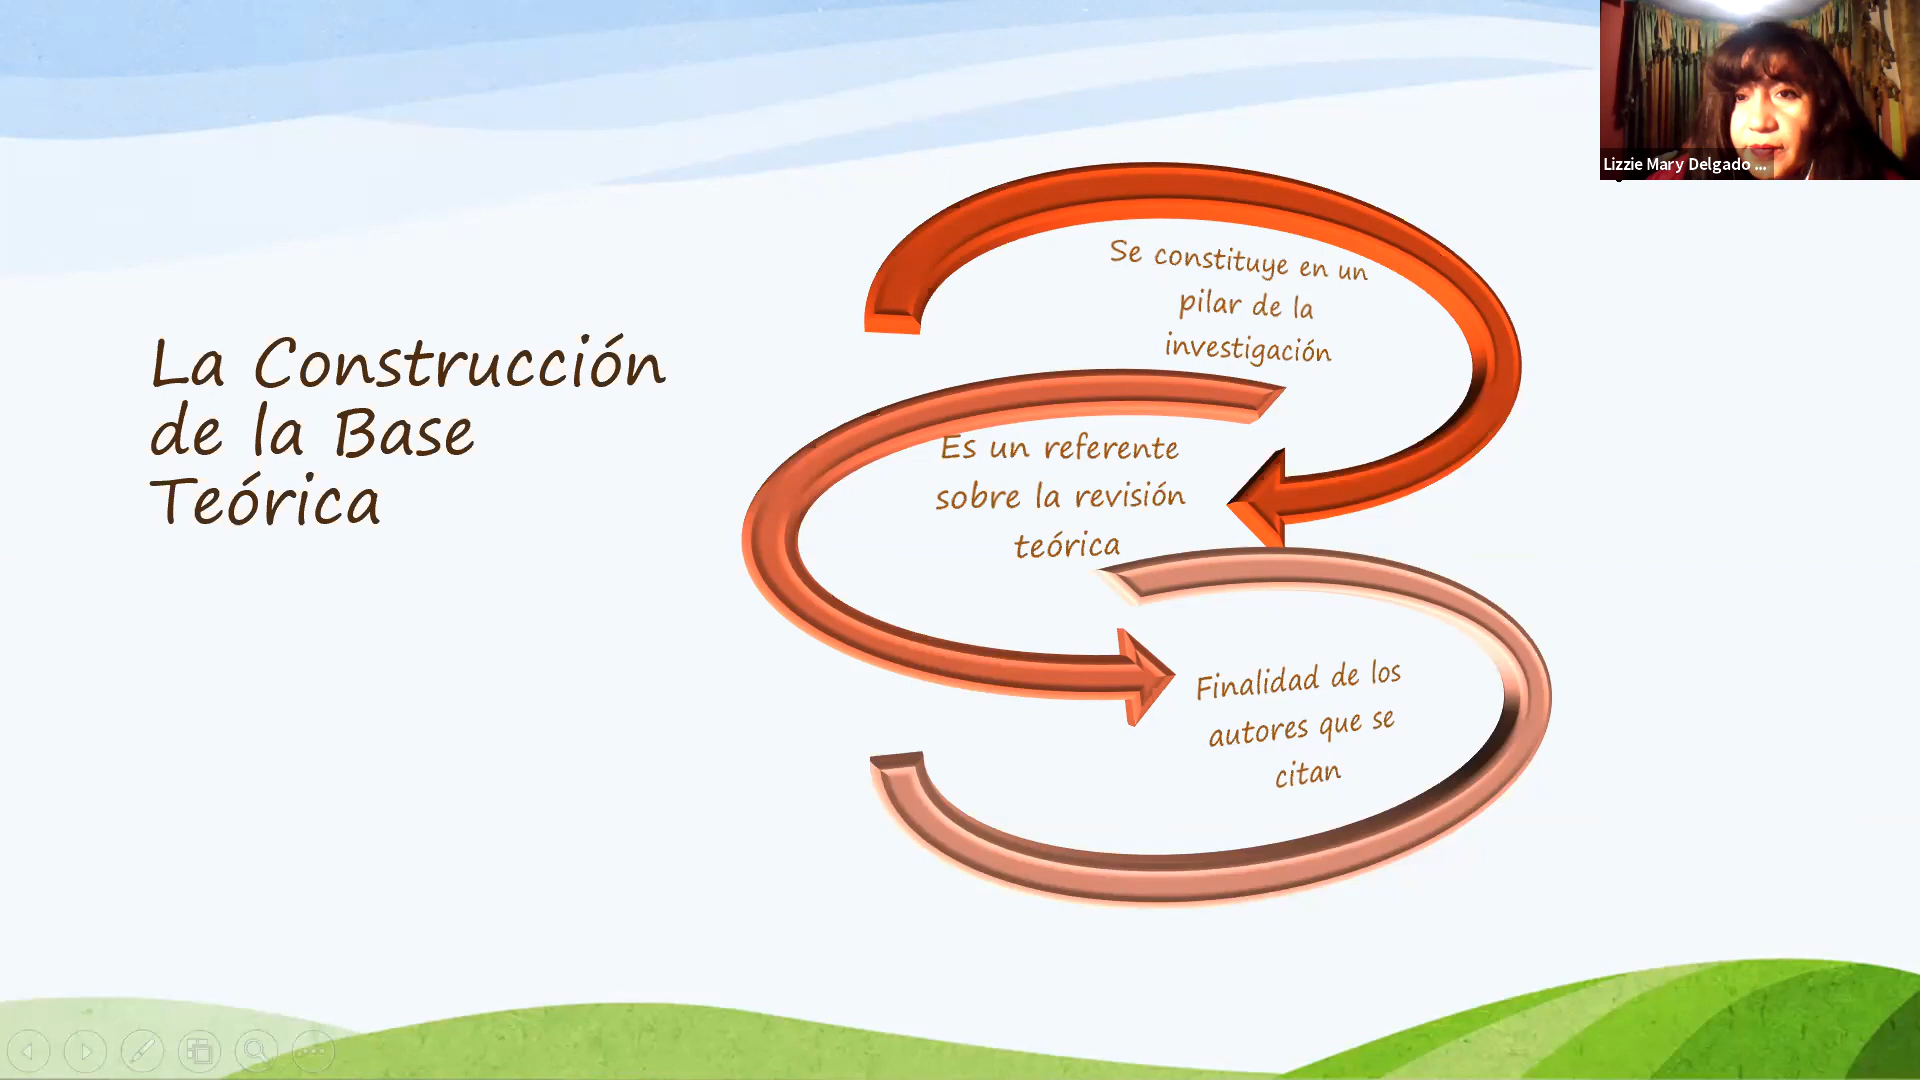 La Construcción
de la Base
Teórica
Se constituye en un
pilar de la
investigación
Es un referente
sobre la revisión
teórica
Finalidad de los
autores que se
citan
Lizzie Mary Delgado ...